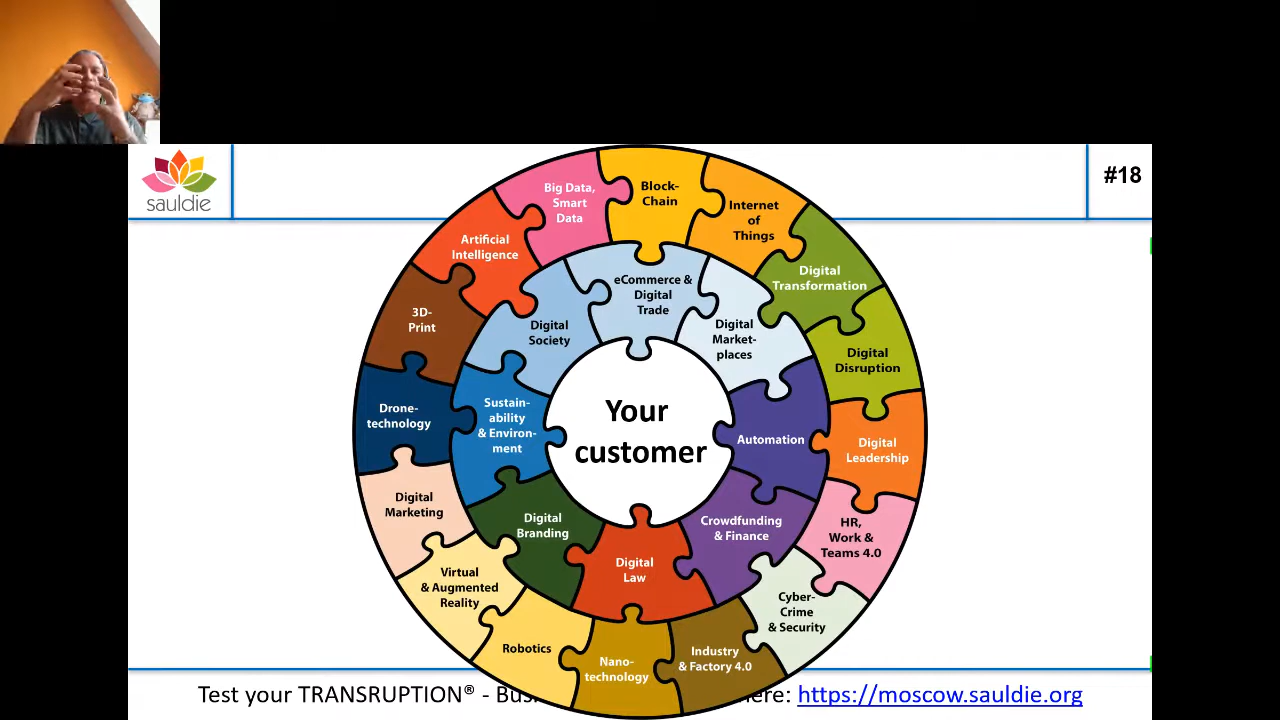 sauldie
#18
Block-
Chain
Internet
of
Things
Digital
Transformation
Digital
Disruption
Digital
Leadership
HR,
Work &
Teams 4.0
Cyber-
Crime
& Security
Industry
& Factory 4.0
Nano-
technology
Robotics
Virtual
& Augmented
Reality
Digital
Marketing
Drone-
technology
3D-
Print
Artificial
Intelligence
Big Data,
Smart
Data
eCommerce &
Digital
Trade
Digital
Market-
places
Automation
Crowdfunding
& Finance
Digital
Law
Digital
Branding
Sustain-
ability
& Environ-
ment
Digital
Society
Your
customer
Test your TRANSRUPTION® - https://moscow.sauldie.org